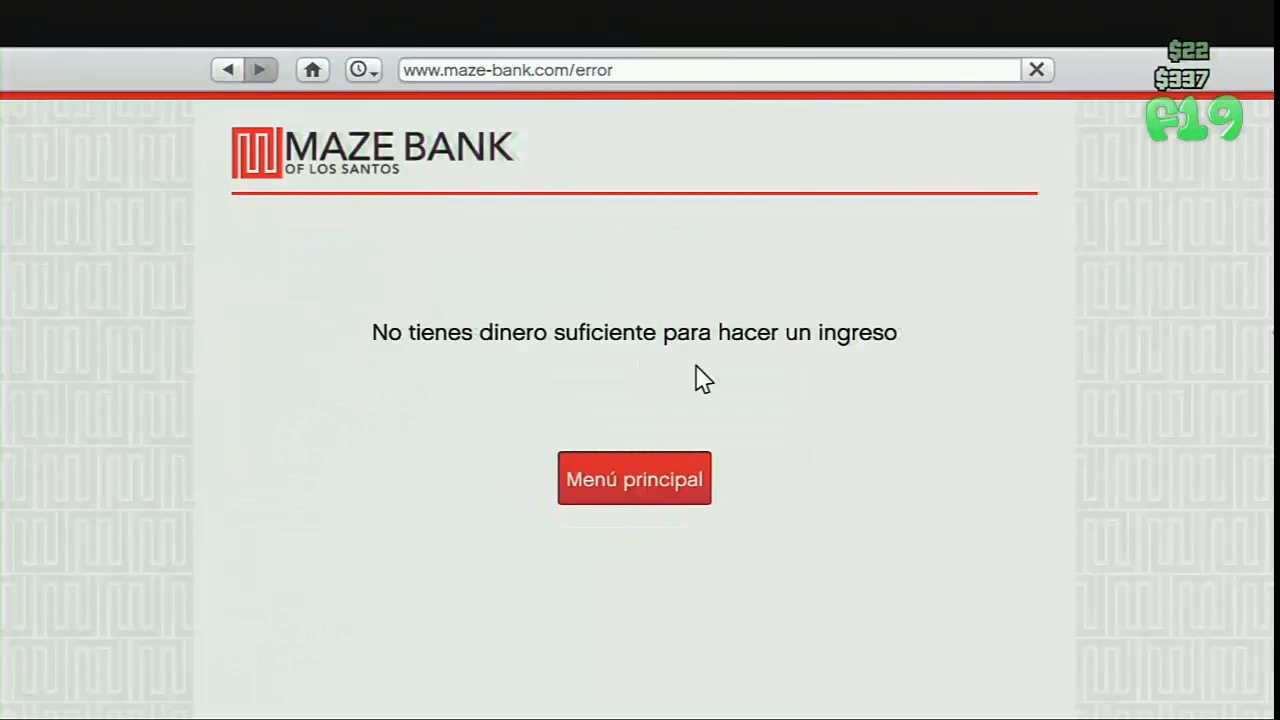 www.maze-bank.com/error
$22
$337
F19
MAZE BANK
OF LOS SANTOS
No tienes dinero suficiente para hacer un ingreso
Menú principal